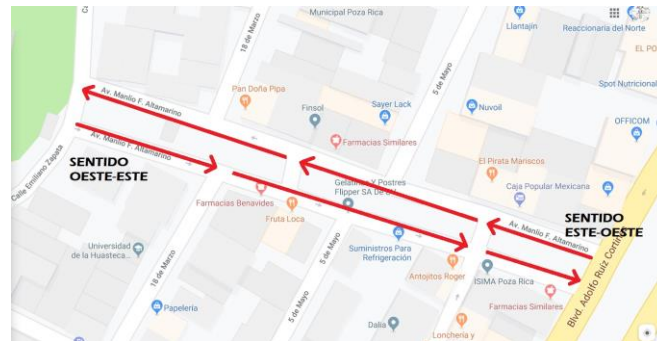 Municipal Poza Rica
Llantajin
Reaccionaria del Norte
18 de Marzo
EL PO
Pan Doña Pipa
Finsol
Sayer Lack
5 de Mayo
Nuvoil
Spot Nutricional
OFFICOM
Av. Manlio F. Altamarino
Farmacias Similares
Av. Manlio F. Altamarino
SENTIDO
OESTE-ESTE
El Pirata Mariscos
Caja Popular Mexicana
Calle Emiliano Zapata
Farmacias Benavides
Gelatinas Y Postres
Flipper SA De CV
Fruta Loca
Av. Manlio F. Altamarino
SENTIDO
ESTE-OESTE
Universidad
de la Huasteca...
18 de Marzo
5 de Mayo
Suministros Para
Refrigeración
Antojitos Roger
ISIMA Poza Rica
Blvd. Adolfo Ruiz Cortines
Papelería
5 de Mayo
Dalia
Farmacias Similares
Lonchería y